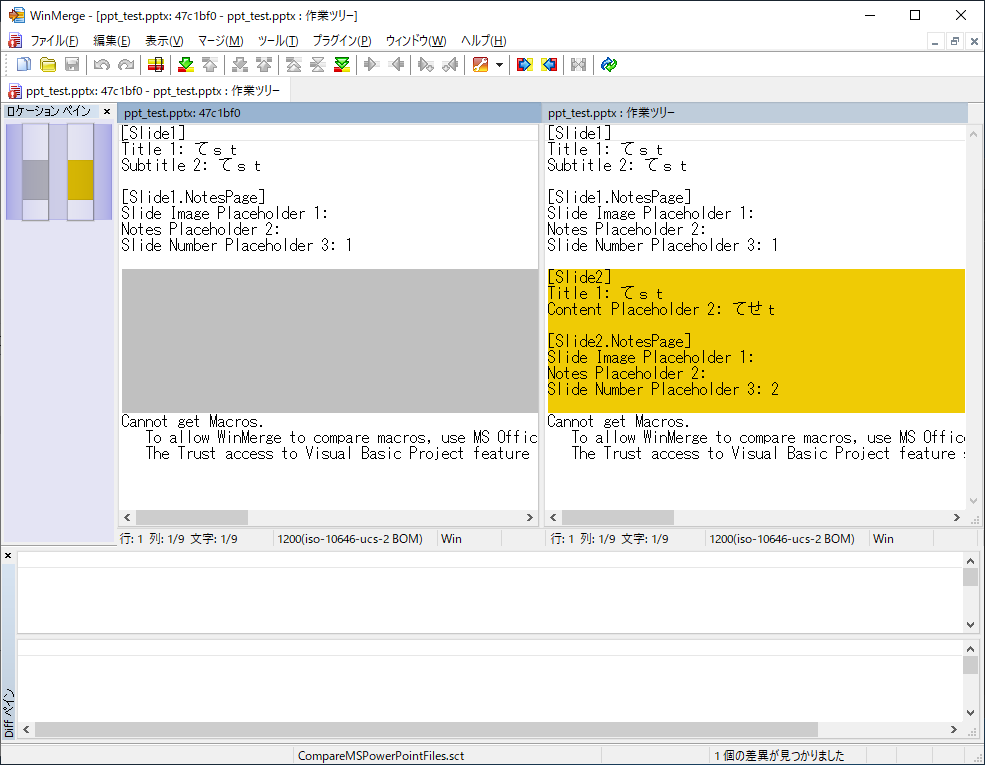 WinMerge - [ppt_test.pptx: 47c1bf0 - ppt_test.pptx : 作業ツリー]
ファイル(F) 編集(E) 表示(V) マージ(M) ツール(T) プラグイン(P) ウィンドウ(W) ヘルプ(H)
ppt_test.pptx: 47c1bf0 - ppt_test.pptx : 作業ツリー
ロケーション ペイン
ppt_test.pptx: 47c1bf0
[Slide1]
Title 1: てｓｔ
Subtitle 2: てｓｔ
[Slide1.NotesPage]
Slide Image Placeholder 1:
Notes Placeholder 2:
Slide Number Placeholder 3: 1
Cannot get Macros.
To allow WinMerge to compare macros, use MS Offic
The Trust access to Visual Basic Project feature
行: 1 列: 1/9 文字: 1/9 1200(iso-10646-ucs-2 BOM) Win
ppt_test.pptx : 作業ツリー
[Slide1]
Title 1: てｓｔ
Subtitle 2: てｓｔ
[Slide1.NotesPage]
Slide Image Placeholder 1:
Notes Placeholder 2:
Slide Number Placeholder 3: 1
[Slide2]
Title 1: てｓｔ
Content Placeholder 2: てせｔ
[Slide2.NotesPage]
Slide Image Placeholder 1:
Notes Placeholder 2:
Slide Number Placeholder 3: 2
Cannot get Macros.
To allow WinMerge to compare macros, use MS Office
The Trust access to Visual Basic Project feature s
行: 1 列: 1/9 文字: 1/9 1200(iso-10646-ucs-2 BOM) Win
Diff ペイン
CompareMSPowerPointFiles.sct 1 個の差異が見つかりました